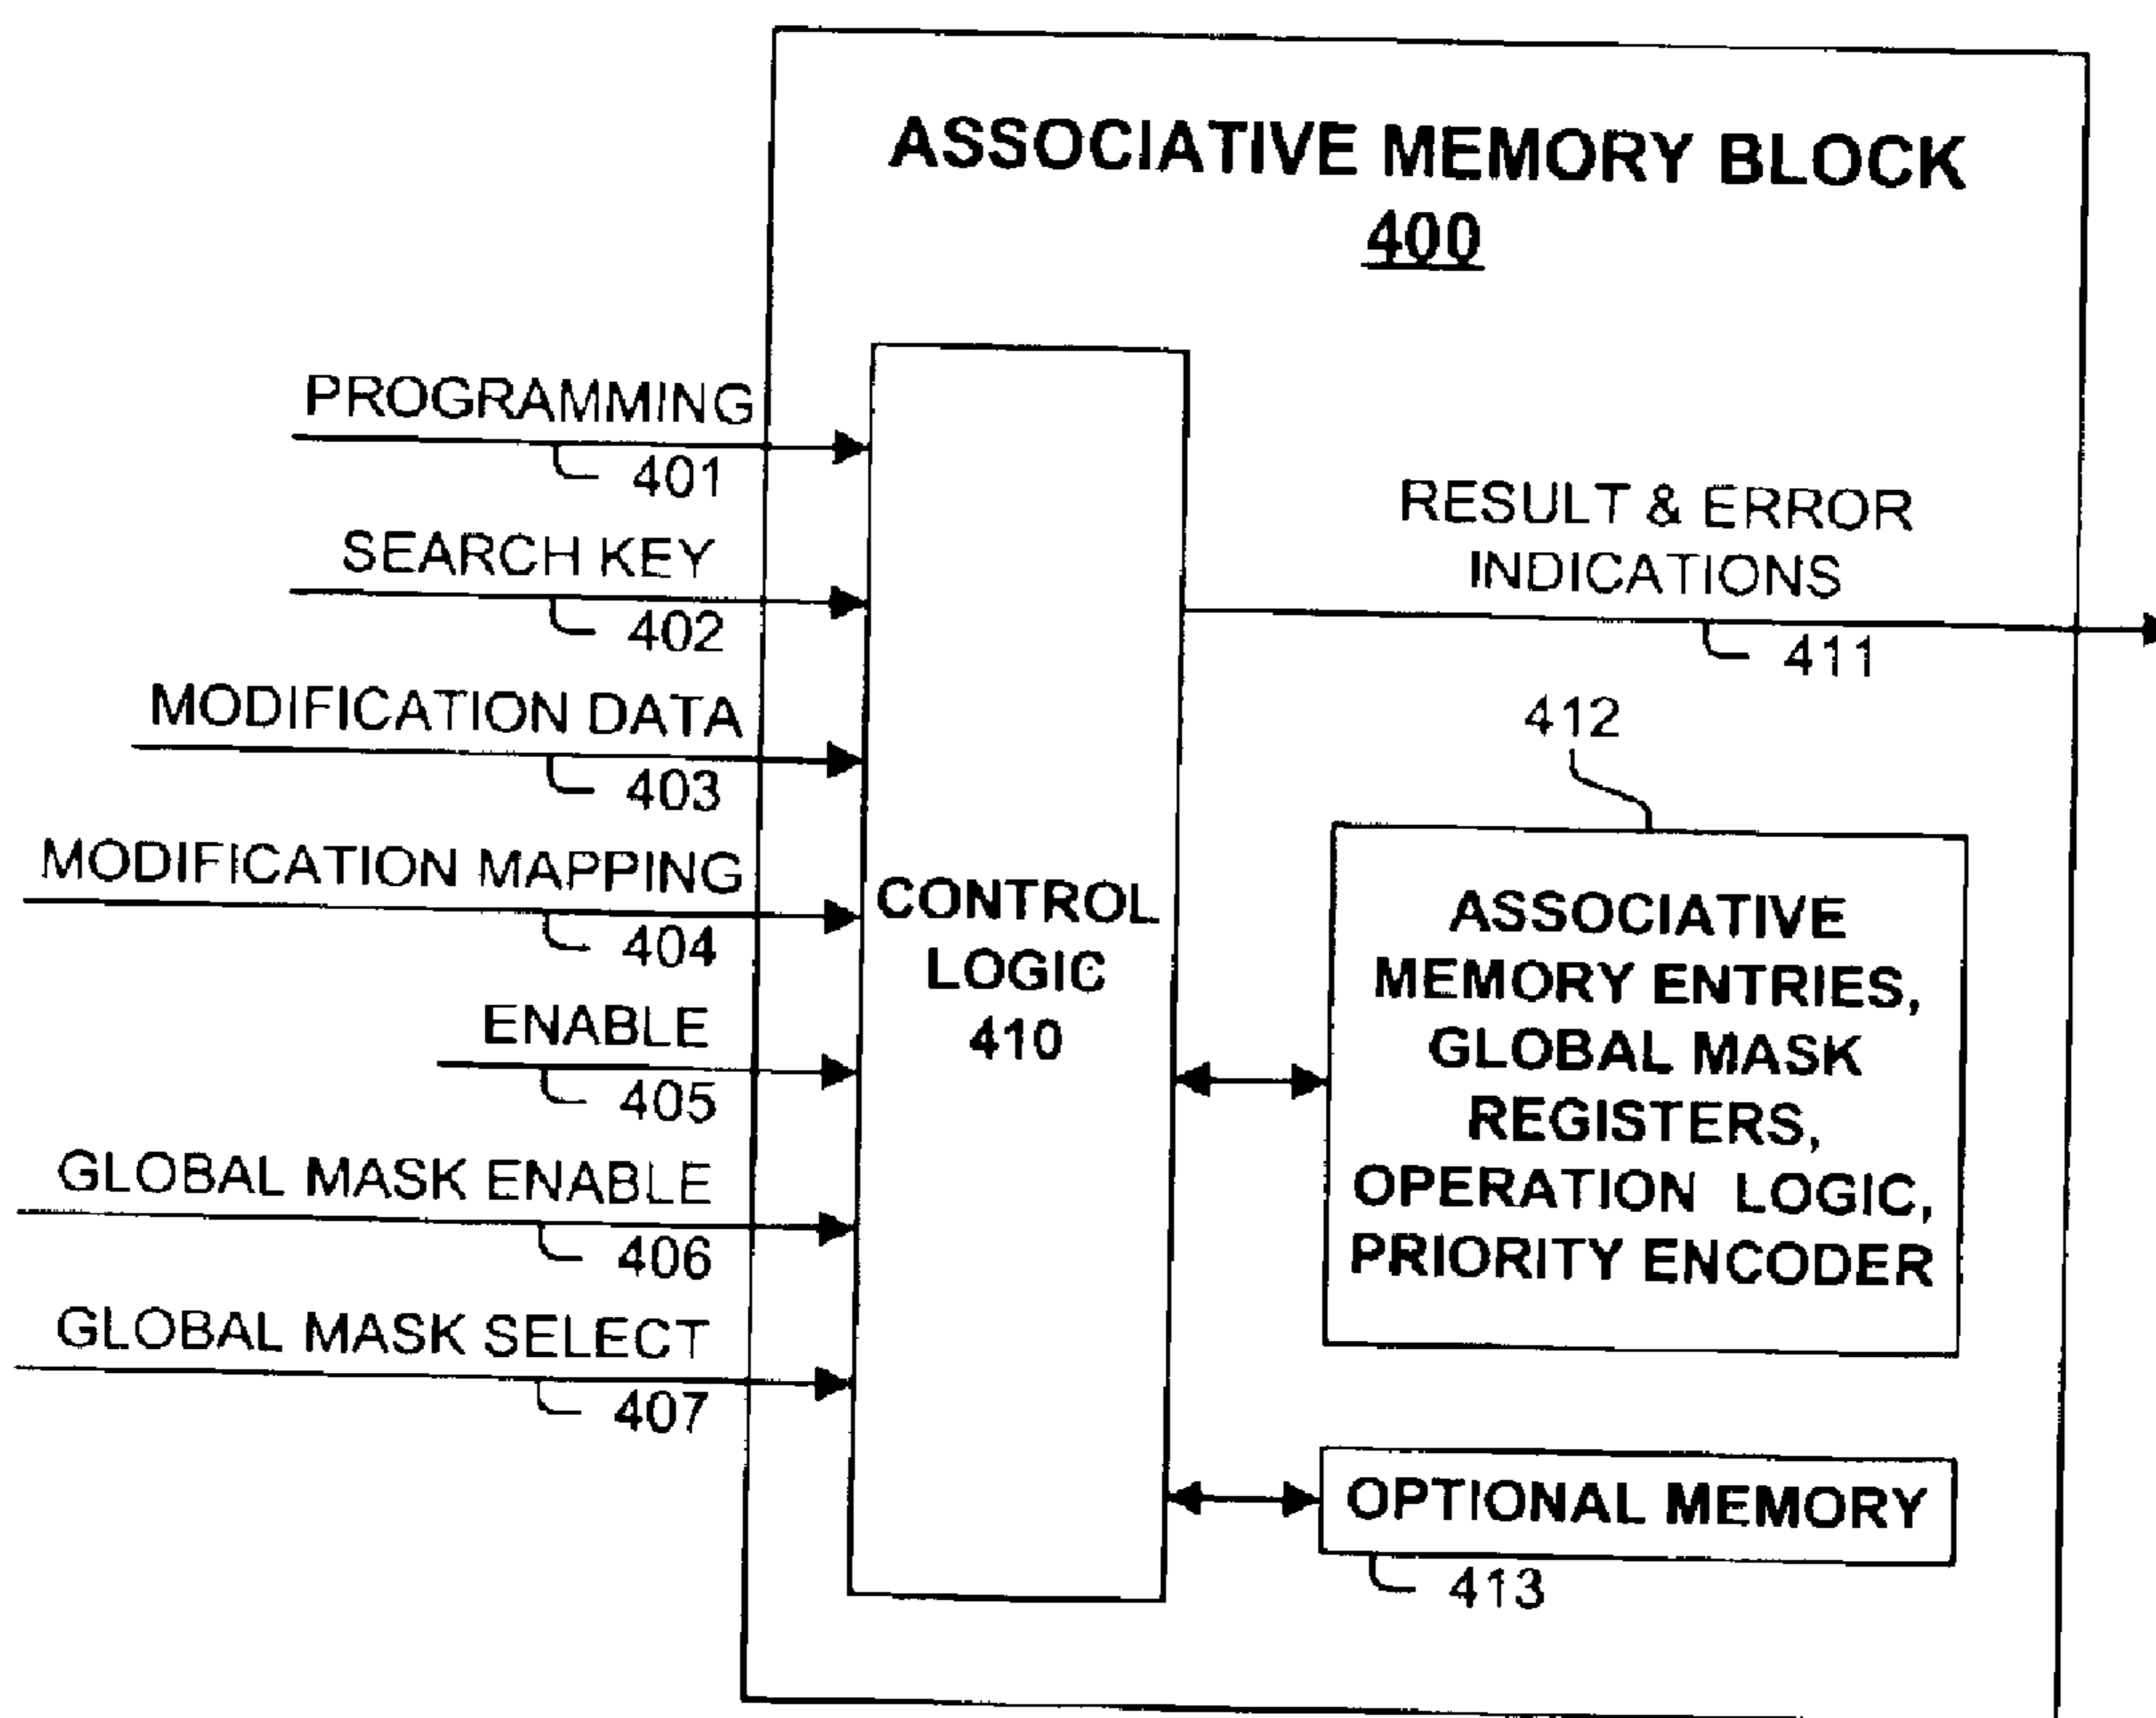 ASSOCIATIVE MEMORY BLOCK
400
PROGRAMMING
401
SEARCH KEY
402
MODIFICATION DATA
403
MODIFICATION MAPPING
404
ENABLE
405
GLOBAL MASK ENABLE
406
GLOBAL MASK SELECT
407
CONTROL
LOGIC
410
RESULT & ERROR
INDICATIONS
411
412
ASSOCIATIVE
MEMORY ENTRIES,
GLOBAL MASK
REGISTERS,
OPERATION LOGIC,
PRIORITY ENCODER
OPTIONAL MEMORY
413